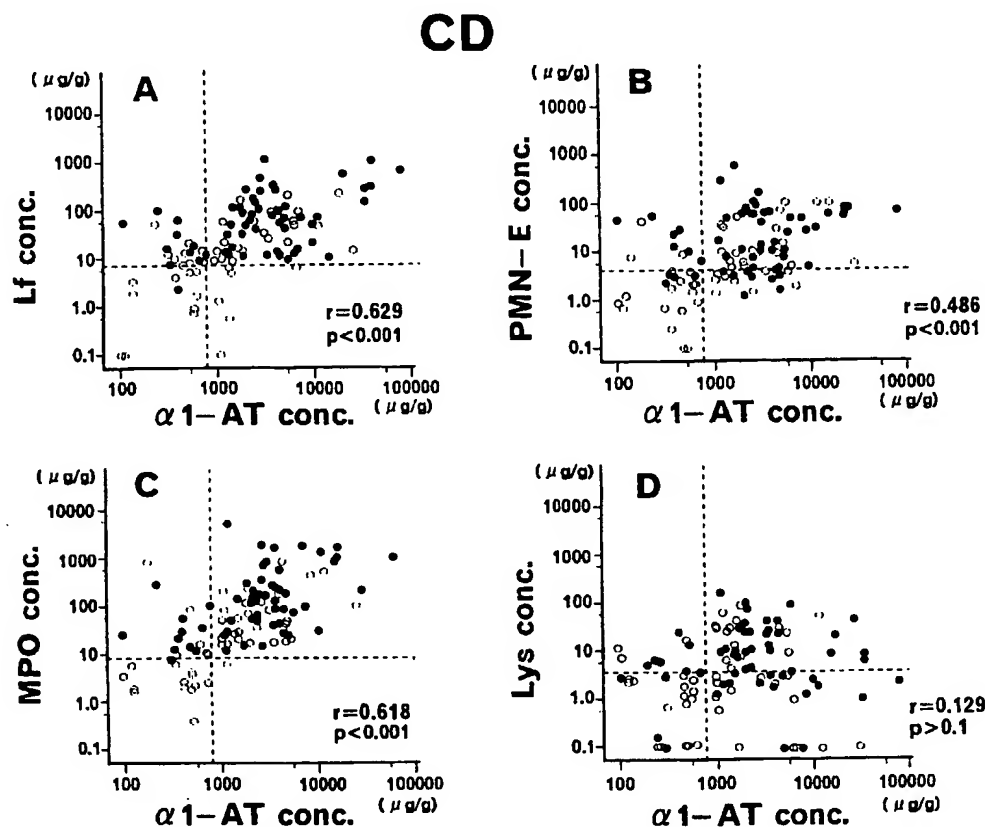 CD
(μg/g)
A
10000
1000
100
10
1.0
0.1
Lf conc.
r=0.629
p<0.001
100
1000
10000
100000
α1-AT conc.
(μg/g)
(μg/g)
B
10000
1000
100
10
1.0
0.1
PMN-E conc.
r=0.486
p<0.001
100
1000
10000
100000
α1-AT conc.
(μg/g)
(μg/g)
C
10000
1000
100
10
1.0
0.1
MPO conc.
r=0.618
p<0.001
100
1000
10000
100000
α1-AT conc.
(μg/g)
(μg/g)
D
10000
1000
100
10
1.0
0.1
Lys conc.
r=0.129
p>0.1
100
1000
10000
100000
α1-AT conc.
(μg/g)